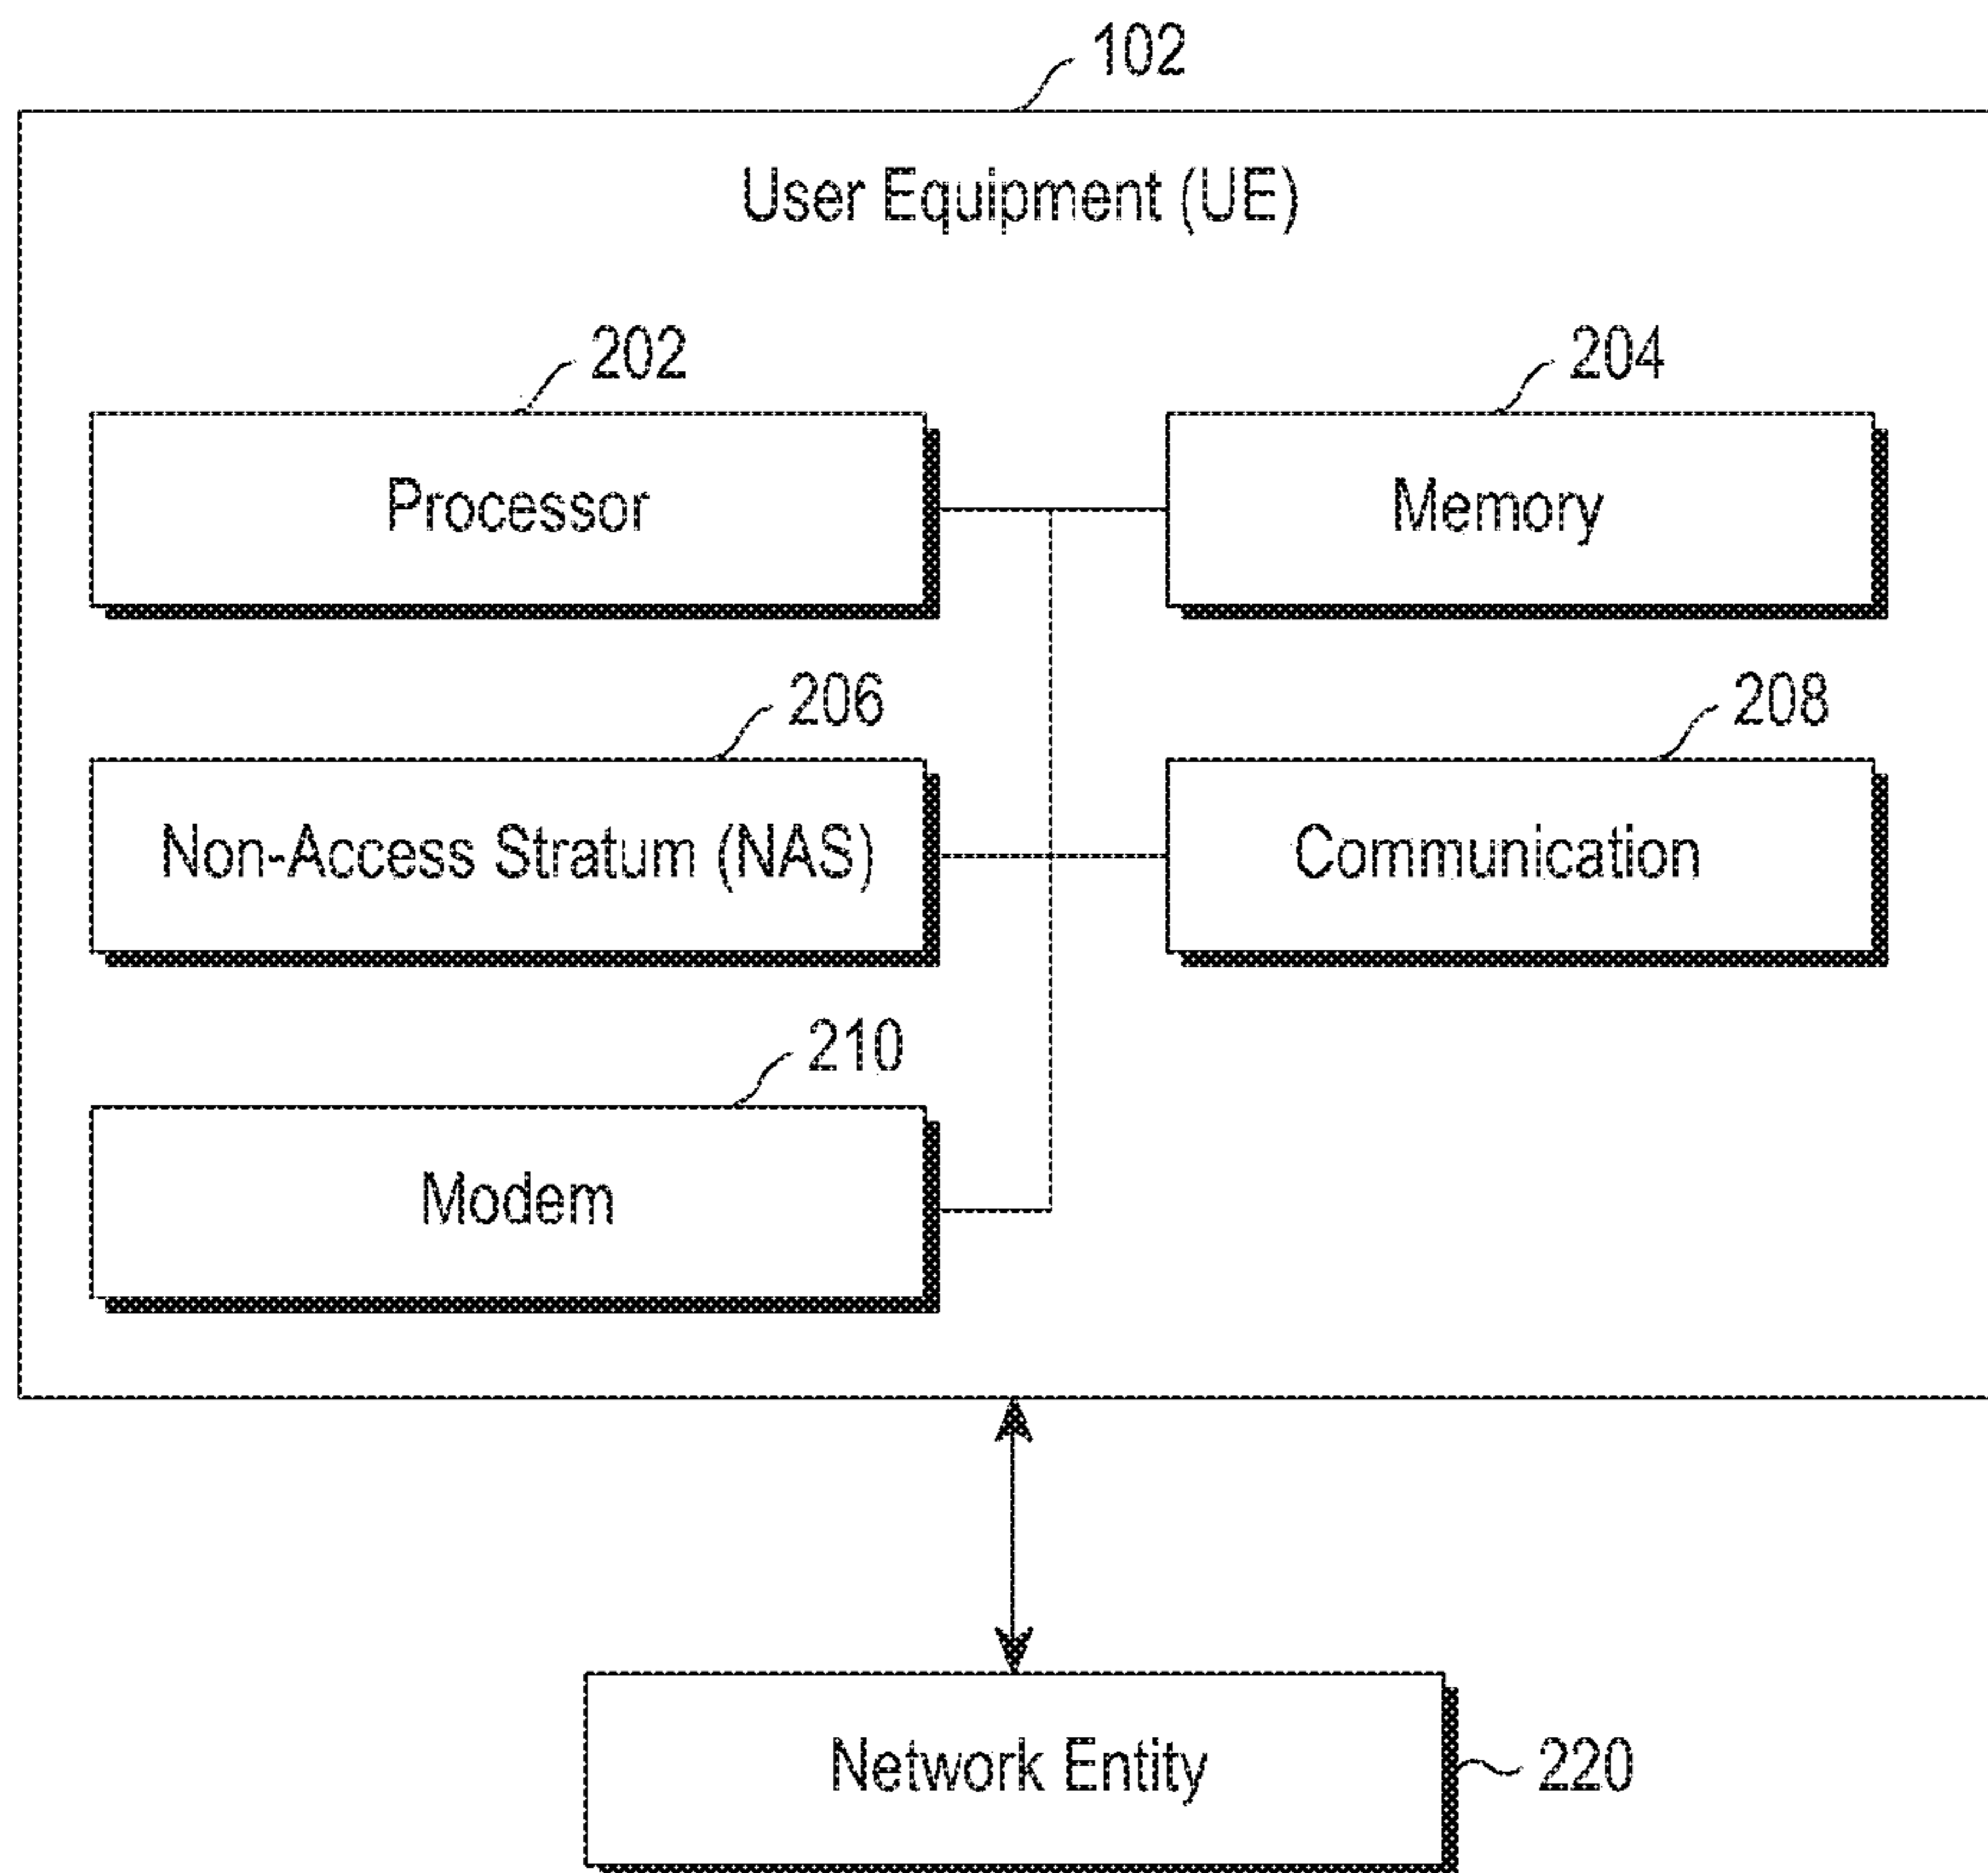 102
User Equipment (UE)
202
204
Processor
Memory
206
208
Non-Access Stratum (NAS)
Communication
210
Modem
Network Entity
220